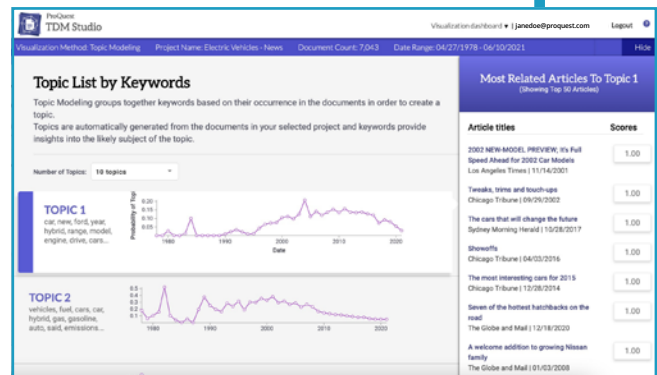 ProQuest
TDM Studio
Visualization dashboard ▾ | janedoe@proquest.com Logout ?
Visualization Method: Topic Modeling Project Name: Electric Vehicles - News Document Count: 7,043 Date Range: 04/27/1978 - 06/10/2021 Hide
Topic List by Keywords
Topic Modeling groups together keywords based on their occurrence in the documents in order to create a
topic.
Topics are automatically generated from the documents in your selected project and keywords provide
insights into the likely subject of the topic.
Number of Topics: 10 topics
TOPIC 1
car, new, ford, year,
hybrid, range, model,
engine, drive, cars...
Probability of Top
0.20
0.15
0.10
0.05
1980 1990 2000 2010 2020
Date
TOPIC 2
vehicles, fuel, cars, car,
hybrid, gas, gasoline,
auto, said, emissions...
0.5
0.4
0.3
0.2
0.1
1980 1990 2000 2010 2020
Most Related Articles To Topic 1
(Showing Top 50 Articles)
Article titles Scores
2002 NEW-MODEL PREVIEW; It's Full
Speed Ahead for 2002 Car Models
Los Angeles Times | 11/14/2001
1.00
Tweaks, trims and touch-ups
Chicago Tribune | 09/29/2002
1.00
The cars that will change the future
Sydney Morning Herald | 10/28/2017
1.00
Showoffs
Chicago Tribune | 04/03/2016
1.00
The most interesting cars for 2015
Chicago Tribune | 12/28/2014
1.00
Seven of the hottest hatchbacks on the
road
The Globe and Mail | 12/18/2020
1.00
A welcome addition to growing Nissan
family
The Globe and Mail | 01/03/2008
1.00